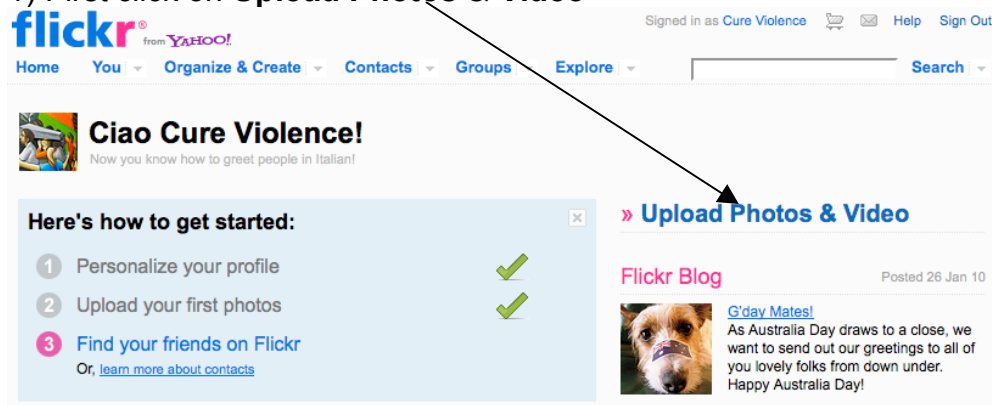 1) First click on Upload Photos & Video
flickr® from YAHOO!
Signed in as Cure Violence Help Sign Out
Home You Organize & Create Contacts Groups Explore Search
Ciao Cure Violence!
Now you know how to greet people in Italian!
Here's how to get started:
1 Personalize your profile
2 Upload your first photos
3 Find your friends on Flickr
Or, learn more about contacts
» Upload Photos & Video
Flickr Blog Posted 26 Jan 10
G'day Mates!
As Australia Day draws to a close, we
want to send out our greetings to all of
you lovely folks from down under.
Happy Australia Day!